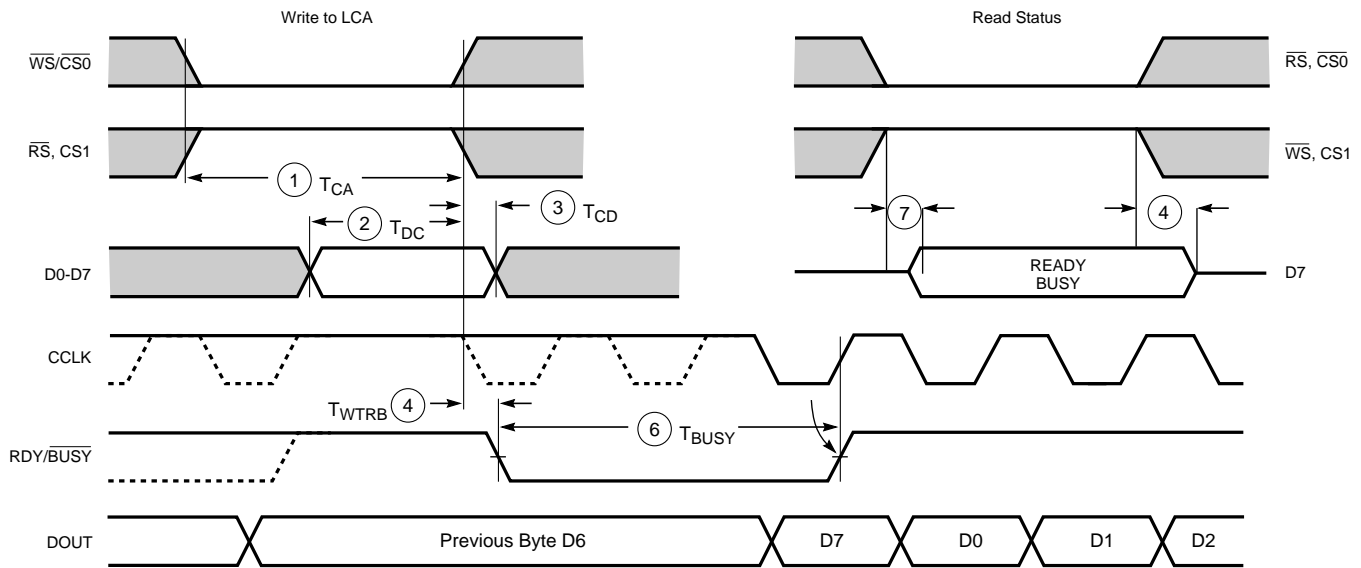 Write to LCA
Read Status
WS/CS0
RS, CS0
RS, CS1
WS, CS1
1 TCA
2 TDC
3 TCD
7
4
D0-D7
READY
BUSY
D7
CCLK
TWTRB 4
6 TBUSY
RDY/BUSY
DOUT
Previous Byte D6
D7
D0
D1
D2